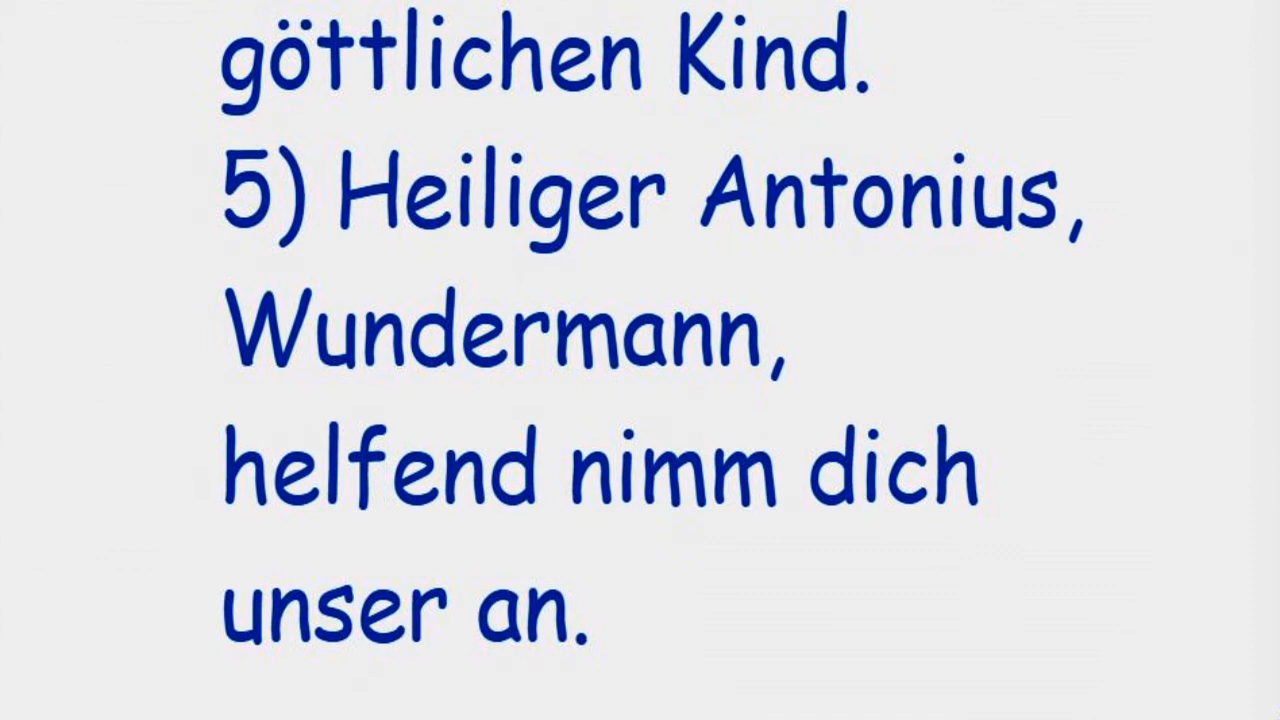 göttlichen Kind.
5) Heiliger Antonius,
Wundermann,
helfend nimm dich
unser an.